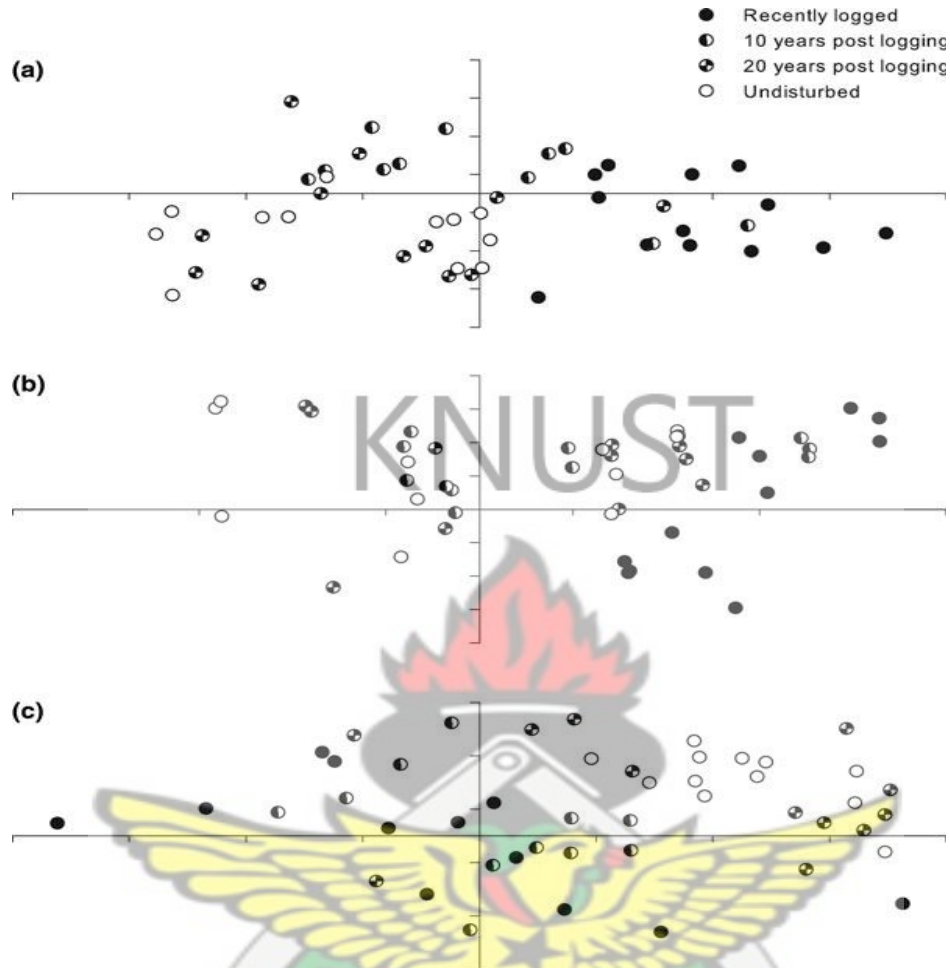 Recently logged
10 years post logging
(a)
20 years post logging
Undisturbed
(b)
KNUST
(c)